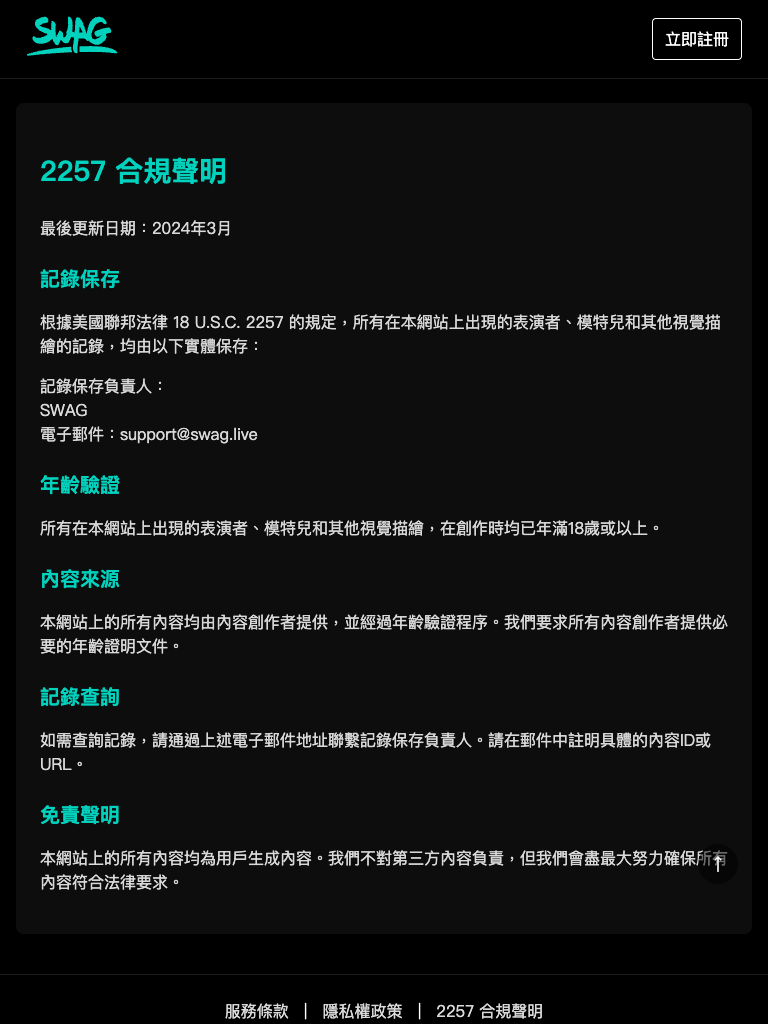 SWAG
立即註冊
2257 合規聲明
最後更新日期：2024年3月
記錄保存
根據美國聯邦法律 18 U.S.C. 2257 的規定，所有在本網站上出現的表演者、模特兒和其他視覺描
繪的記錄，均由以下實體保存：
記錄保存負責人：
SWAG
電子郵件：support@swag.live
年齡驗證
所有在本網站上出現的表演者、模特兒和其他視覺描繪，在創作時均已年滿18歲或以上。
內容來源
本網站上的所有內容均由內容創作者提供，並經過年齡驗證程序。我們要求所有內容創作者提供必
要的年齡證明文件。
記錄查詢
如需查詢記錄，請通過上述電子郵件地址聯繫記錄保存負責人。請在郵件中註明具體的內容ID或
URL。
免責聲明
本網站上的所有內容均為用戶生成內容。我們不對第三方內容負責，但我們會盡最大努力確保所有
內容符合法律要求。
↑
服務條款 | 隱私權政策 | 2257 合規聲明